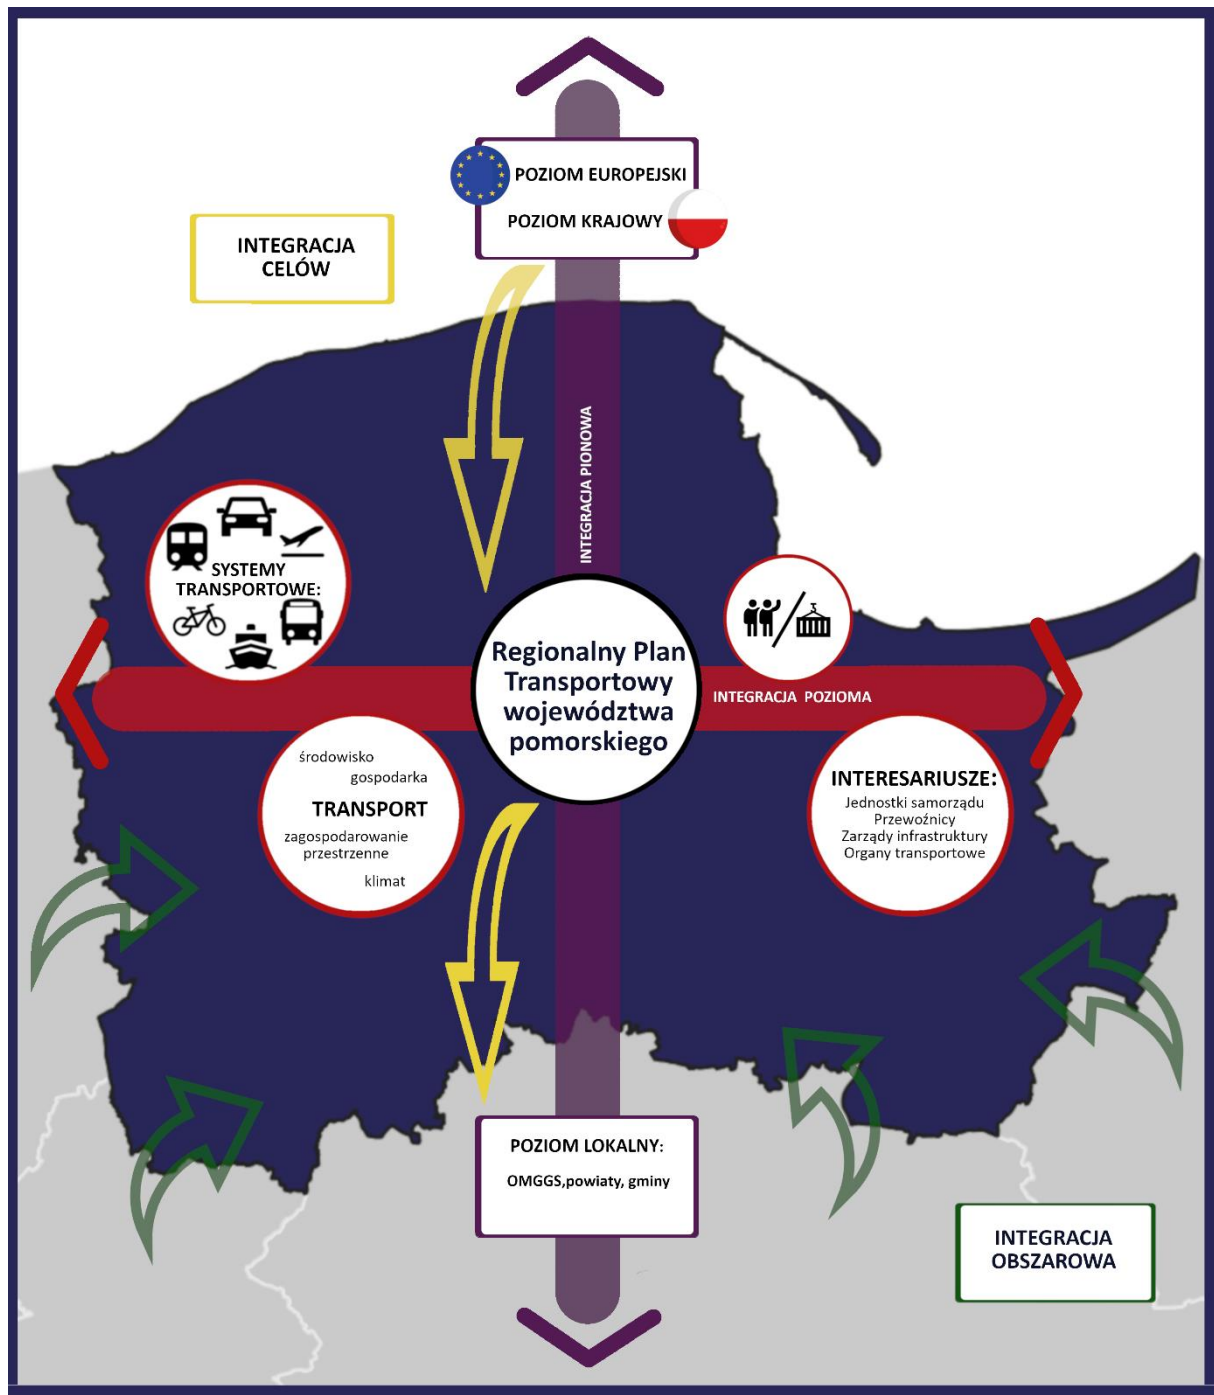 POZIOM EUROPEJSKI
POZIOM KRAJOWY
INTEGRACJA
CELÓW
INTEGRACJA PIONOWA
SYSTEMY
TRANSPORTOWE:
Regionalny Plan
Transportowy
województwa
pomorskiego
INTEGRACJA POZIOMA
środowisko
gospodarka
TRANSPORT
zagospodarowanie
przestrzenne
klimat
INTERESARIUSZE:
Jednostki samorządu
Przewoźnicy
Zarządy infrastruktury
Organy transportowe
POZIOM LOKALNY:
OMGGS,powiaty, gminy
INTEGRACJA
OBSZAROWA